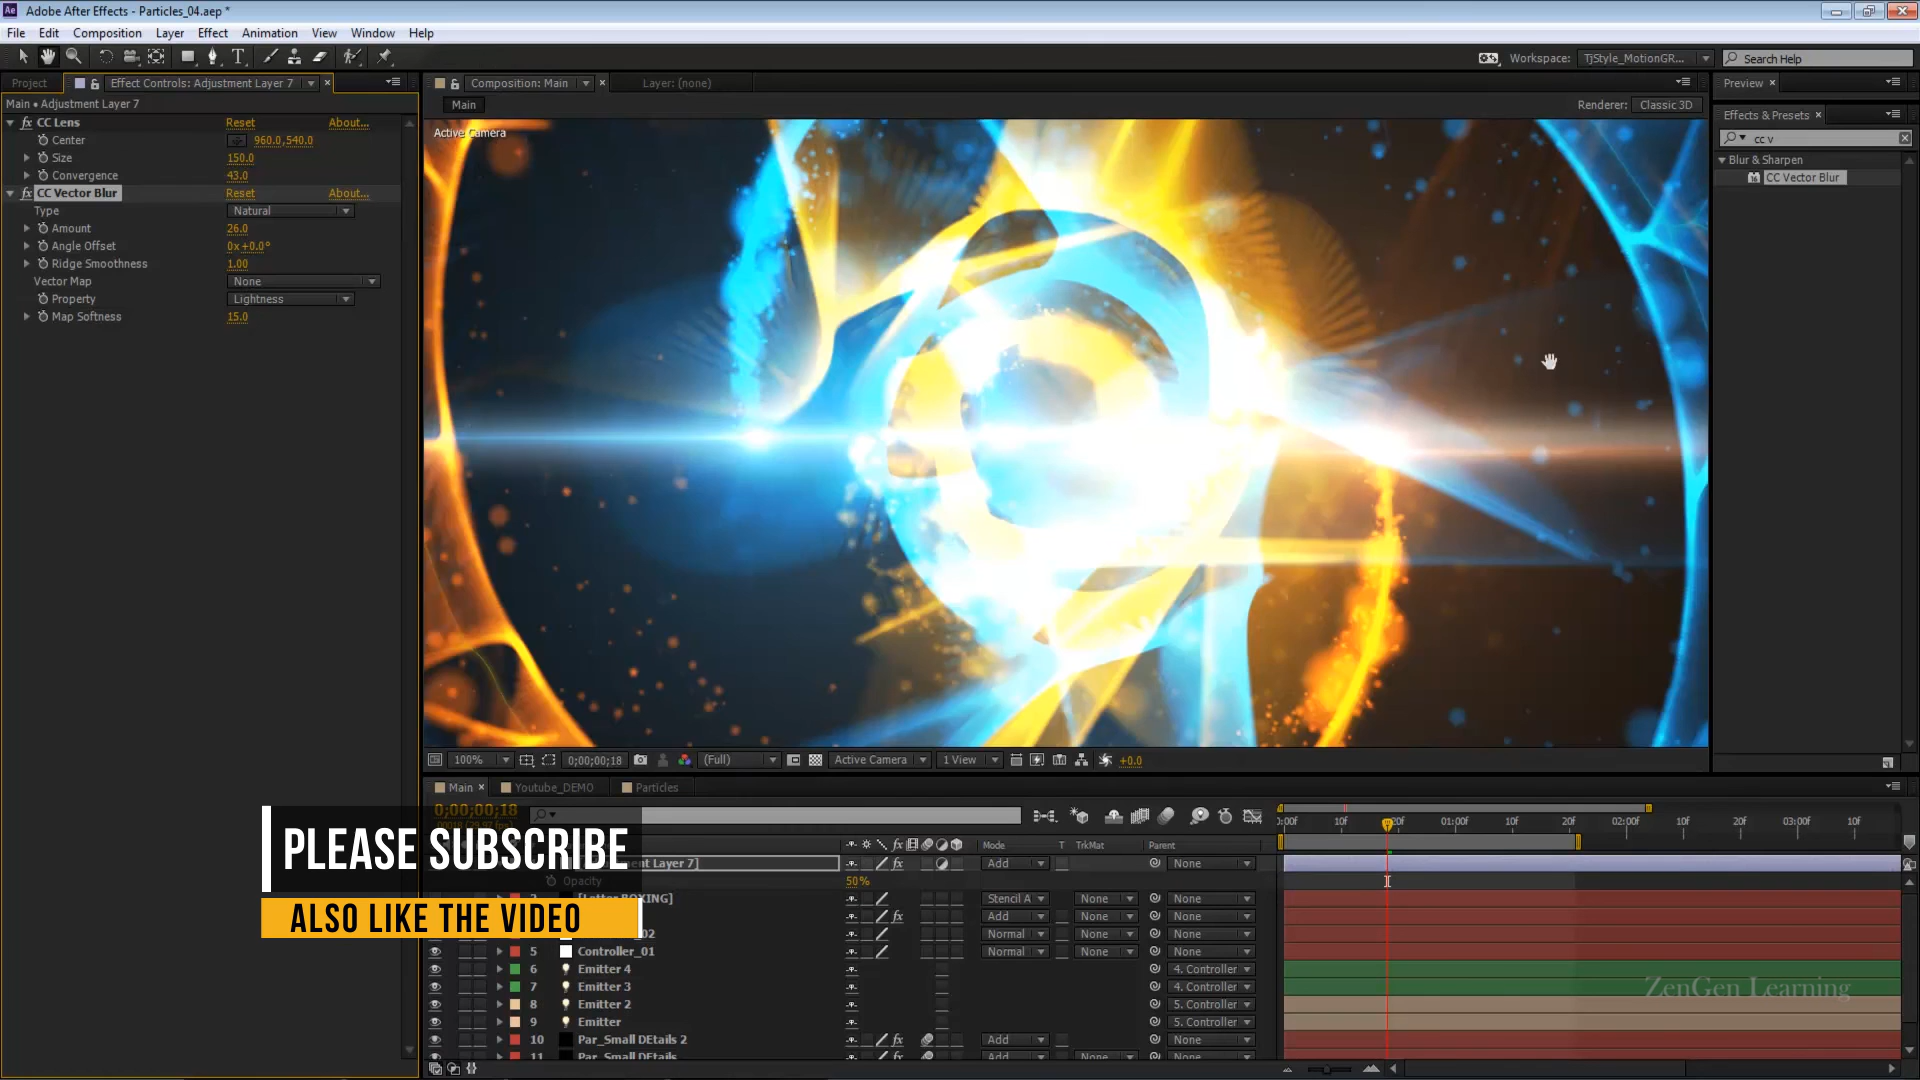 Adobe After Effects - Particles_04.aep *
File Edit Composition Layer Effect Animation View Window Help
Workspace: TjStyle_MotionGR... Search Help
Project Effect Controls: Adjustment Layer 7 Composition: Main Layer: (none) Preview
Main • Adjustment Layer 7 Main Renderer: Classic 3D
Effects & Presets
cc v
Blur & Sharpen
CC Vector Blur
fx CC Lens Reset About...
Center 960.0,540.0
Size 150.0
Convergence 43.0
fx CC Vector Blur Reset About...
Type Natural
Amount 26.0
Angle Offset 0x+0.0°
Ridge Smoothness 1.00
Vector Map None
Property Lightness
Map Softness 15.0
Active Camera
100% 0;00;00;18 (Full) Active Camera 1 View +0.0
Main Youtube_DEMO Particles
0;00;00;18
PLEASE SUBSCRIBE
ALSO LIKE THE VIDEO
:00f 10f 20f 01:00f 10f 20f 02:00f 10f 20f 03:00f 10f
Mode T TrkMat Parent
ent Layer 7] fx Add None
Opacity 50%
OXING] Stencil A None None
fx Add None None
_02 Normal None None
5 Controller_01 Normal None None
6 Emitter 4 4. Controller
7 Emitter 3 4. Controller
8 Emitter 2 5. Controller
9 Emitter 5. Controller
10 Par_Small DEtails 2 fx Add None
11 Par_Small DEtails fx Add None None
ZenGen Learning